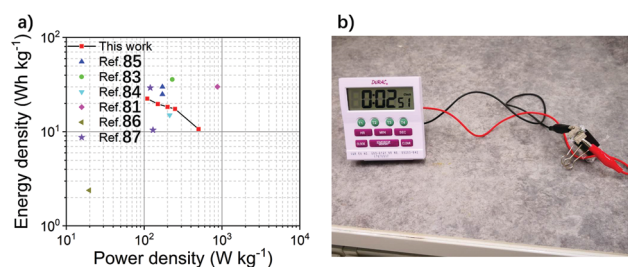 a)
b)
Energy density (Wh kg⁻¹)
10²
10¹
10⁰
This work
Ref.85
Ref.83
Ref.84
Ref.81
Ref.86
Ref.87
10¹ 10² 10³ 10⁴
Power density (W kg⁻¹)
0:02 51